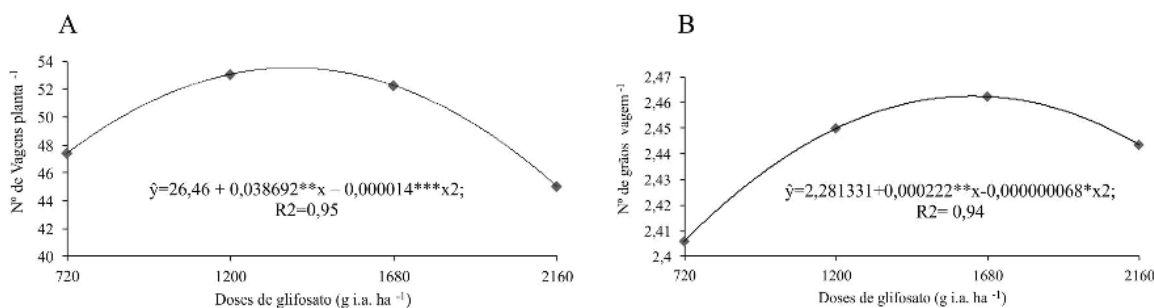 A
Nº de Vagens planta ⁻¹
54
52
50
48
46
44
42
40
ŷ=26,46 + 0,038692**x – 0,000014***x2;
R2=0,95
720
1200
1680
2160
Doses de glifosato (g i.a. ha ⁻¹)
B
Nº de grãos vagem⁻¹
2,47
2,46
2,45
2,44
2,43
2,42
2,41
2,4
ŷ=2,281331+0,000222**x-0,000000068*x2;
R2= 0,94
720
1200
1680
2160
Doses de glifosato (g i.a. ha ⁻¹)